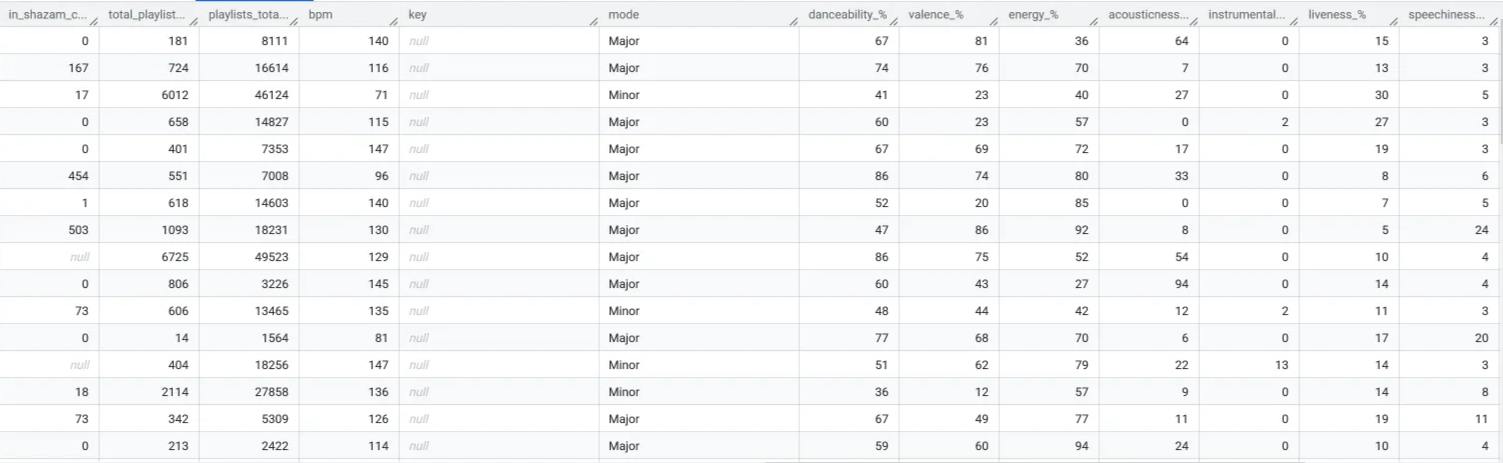 in_shazam_c... total_playlist... playlists_tota... bpm key mode danceability_% valence_% energy_% acousticness... instrumental... liveness_% speechiness...
0 181 8111 140 null Major 67 81 36 64 0 15 3
167 724 16614 116 null Major 74 76 70 7 0 13 3
17 6012 46124 71 null Minor 41 23 40 27 0 30 5
0 658 14827 115 null Major 60 23 57 0 2 27 3
0 401 7353 147 null Major 67 69 72 17 0 19 3
454 551 7008 96 null Major 86 74 80 33 0 8 6
1 618 14603 140 null Major 52 20 85 0 0 7 5
503 1093 18231 130 null Major 47 86 92 8 0 5 24
null 6725 49523 129 null Major 86 75 52 54 0 10 4
0 806 3226 145 null Major 60 43 27 94 0 14 4
73 606 13465 135 null Minor 48 44 42 12 2 11 3
0 14 1564 81 null Major 77 68 70 6 0 17 20
null 404 18256 147 null Minor 51 62 79 22 13 14 3
18 2114 27858 136 null Minor 36 12 57 9 0 14 8
73 342 5309 126 null Major 67 49 77 11 0 19 11
0 213 2422 114 null Major 59 60 94 24 0 10 4